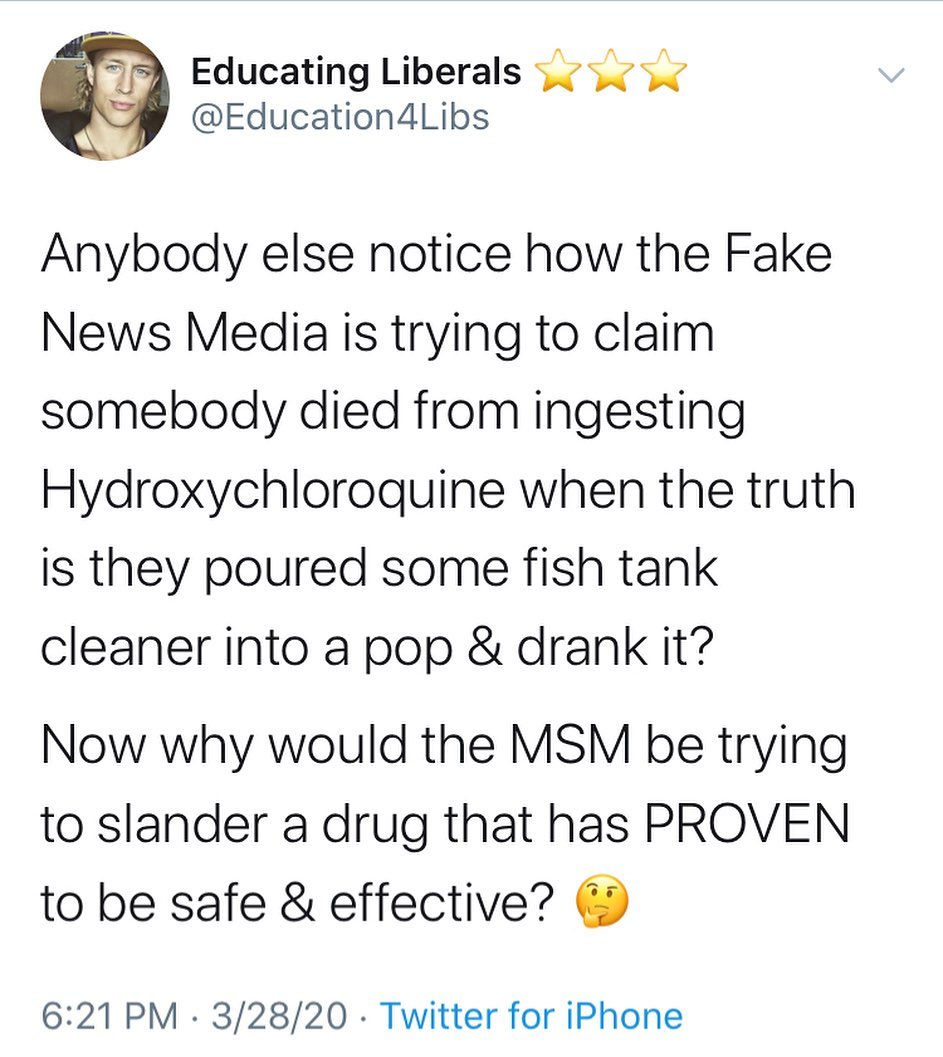 Educating Liberals ⭐⭐⭐
@Education4Libs
Anybody else notice how the Fake
News Media is trying to claim
somebody died from ingesting
Hydroxychloroquine when the truth
is they poured some fish tank
cleaner into a pop & drank it?
Now why would the MSM be trying
to slander a drug that has PROVEN
to be safe & effective? 🤔
6:21 PM · 3/28/20 · Twitter for iPhone